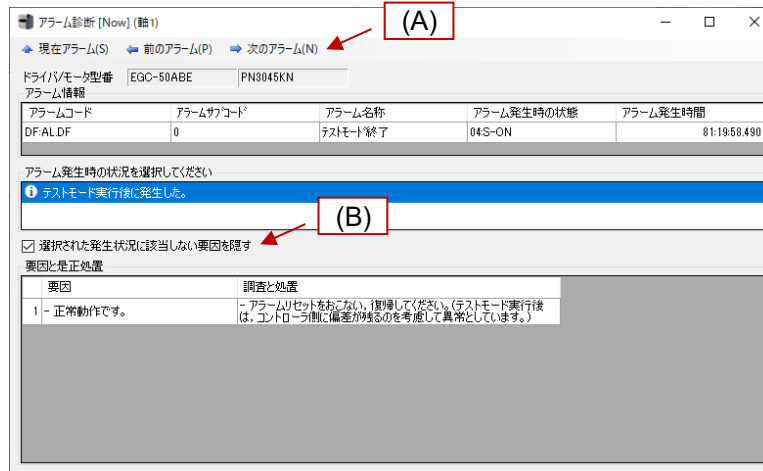 アラーム診断 [Now] (軸1)
(A)
現在アラーム(S) 前のアラーム(P) 次のアラーム(N)
ドライバ/モータ型番 EGC-50ABE PN3045KN
アラーム情報
アラームコード アラームサブコード アラーム名称 アラーム発生時の状態 アラーム発生時間
DF:AL.DF 0 テストモード終了 04:S-ON 81:19:58.490
アラーム発生時の状況を選択してください
テストモード実行後に発生した。
(B)
選択された発生状況に該当しない要因を隠す
要因と是正処置
要因 調査と処置
1 - 正常動作です。 - アラームリセットをおこない，復帰してください。(テストモード実行後
は，コントローラ側に偏差が残るのを考慮して異常としています。)